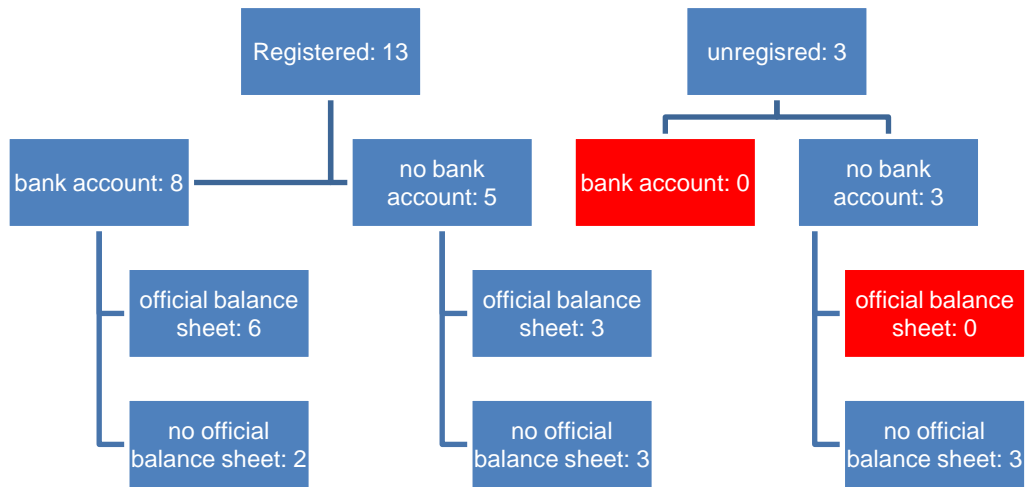 Registered: 13
unregisred: 3
bank account: 8
no bank
account: 5
bank account: 0
no bank
account: 3
official balance
sheet: 6
official balance
sheet: 3
official balance
sheet: 0
no official
balance sheet: 2
no official
balance sheet: 3
no official
balance sheet: 3